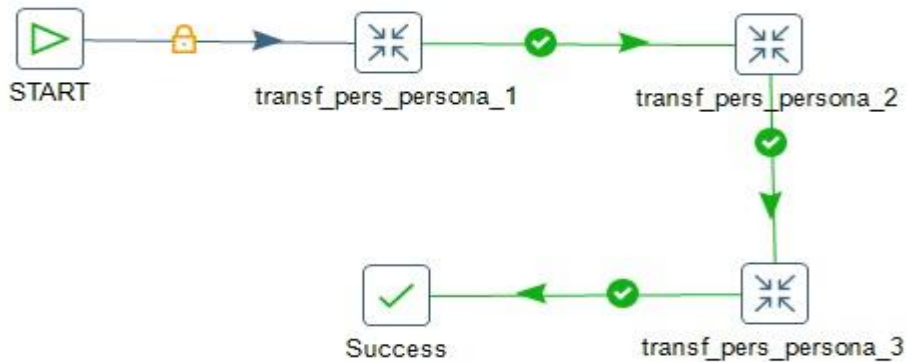 START
transf_pers_persona_1
transf_pers_persona_2
Success
transf_pers_persona_3